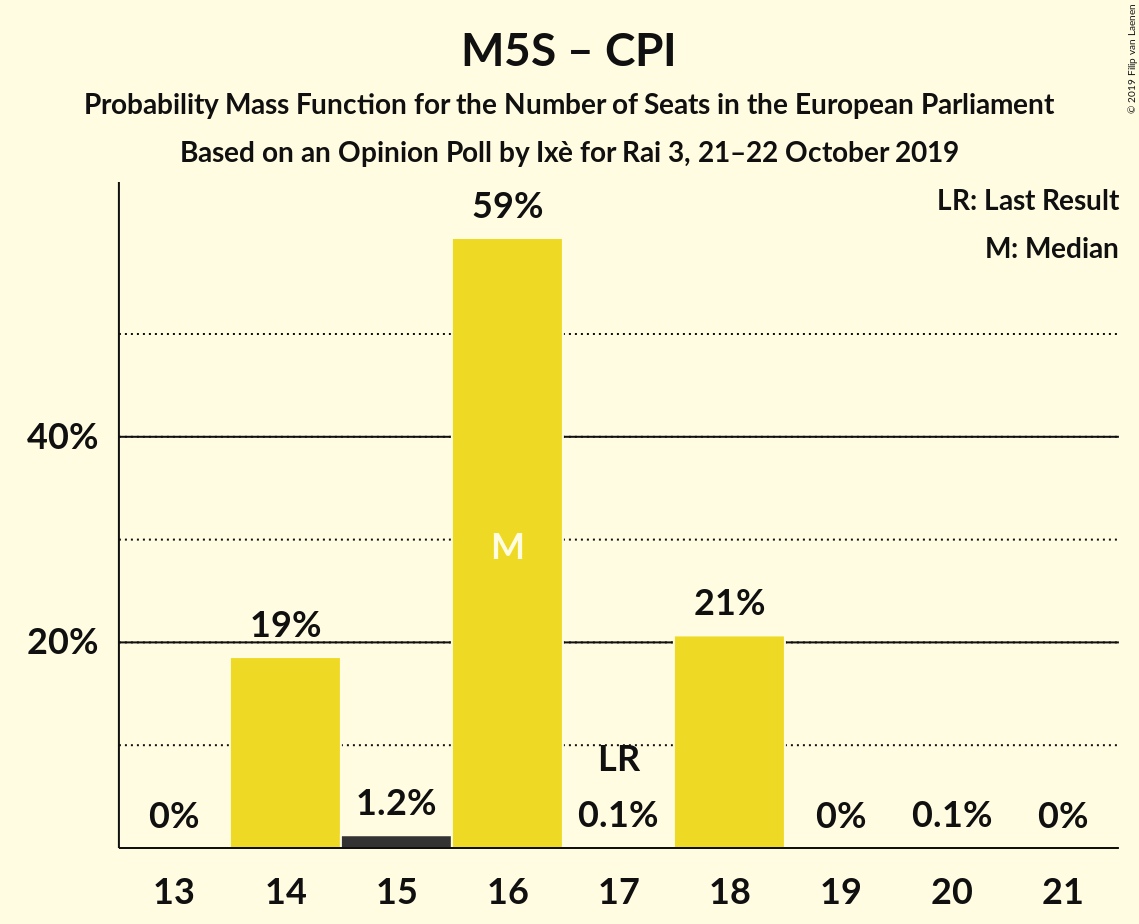 M5S – CPI
Probability Mass Function for the Number of Seats in the European Parliament
Based on an Opinion Poll by Ixè for Rai 3, 21–22 October 2019
© 2019 Filip van Laenen
LR: Last Result
M: Median
59%
40%
M
21%
19%
20%
LR
1.2%
0%
0.1%
0%
0.1%
0%
13 14 15 16 17 18 19 20 21